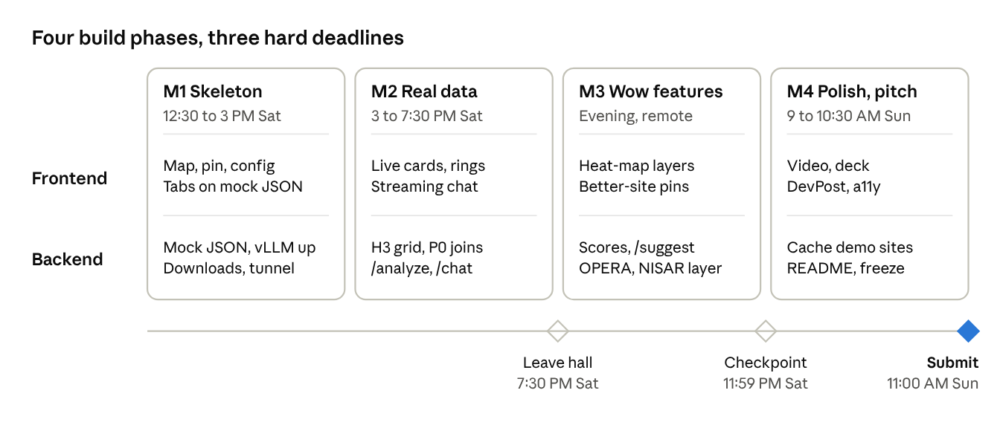 Four build phases, three hard deadlines
M1 Skeleton
12:30 to 3 PM Sat
M2 Real data
3 to 7:30 PM Sat
M3 Wow features
Evening, remote
M4 Polish, pitch
9 to 10:30 AM Sun
Frontend
Map, pin, config
Tabs on mock JSON
Live cards, rings
Streaming chat
Heat-map layers
Better-site pins
Video, deck
DevPost, a11y
Backend
Mock JSON, vLLM up
Downloads, tunnel
H3 grid, P0 joins
/analyze, /chat
Scores, /suggest
OPERA, NISAR layer
Cache demo sites
README, freeze
Leave hall
7:30 PM Sat
Checkpoint
11:59 PM Sat
Submit
11:00 AM Sun